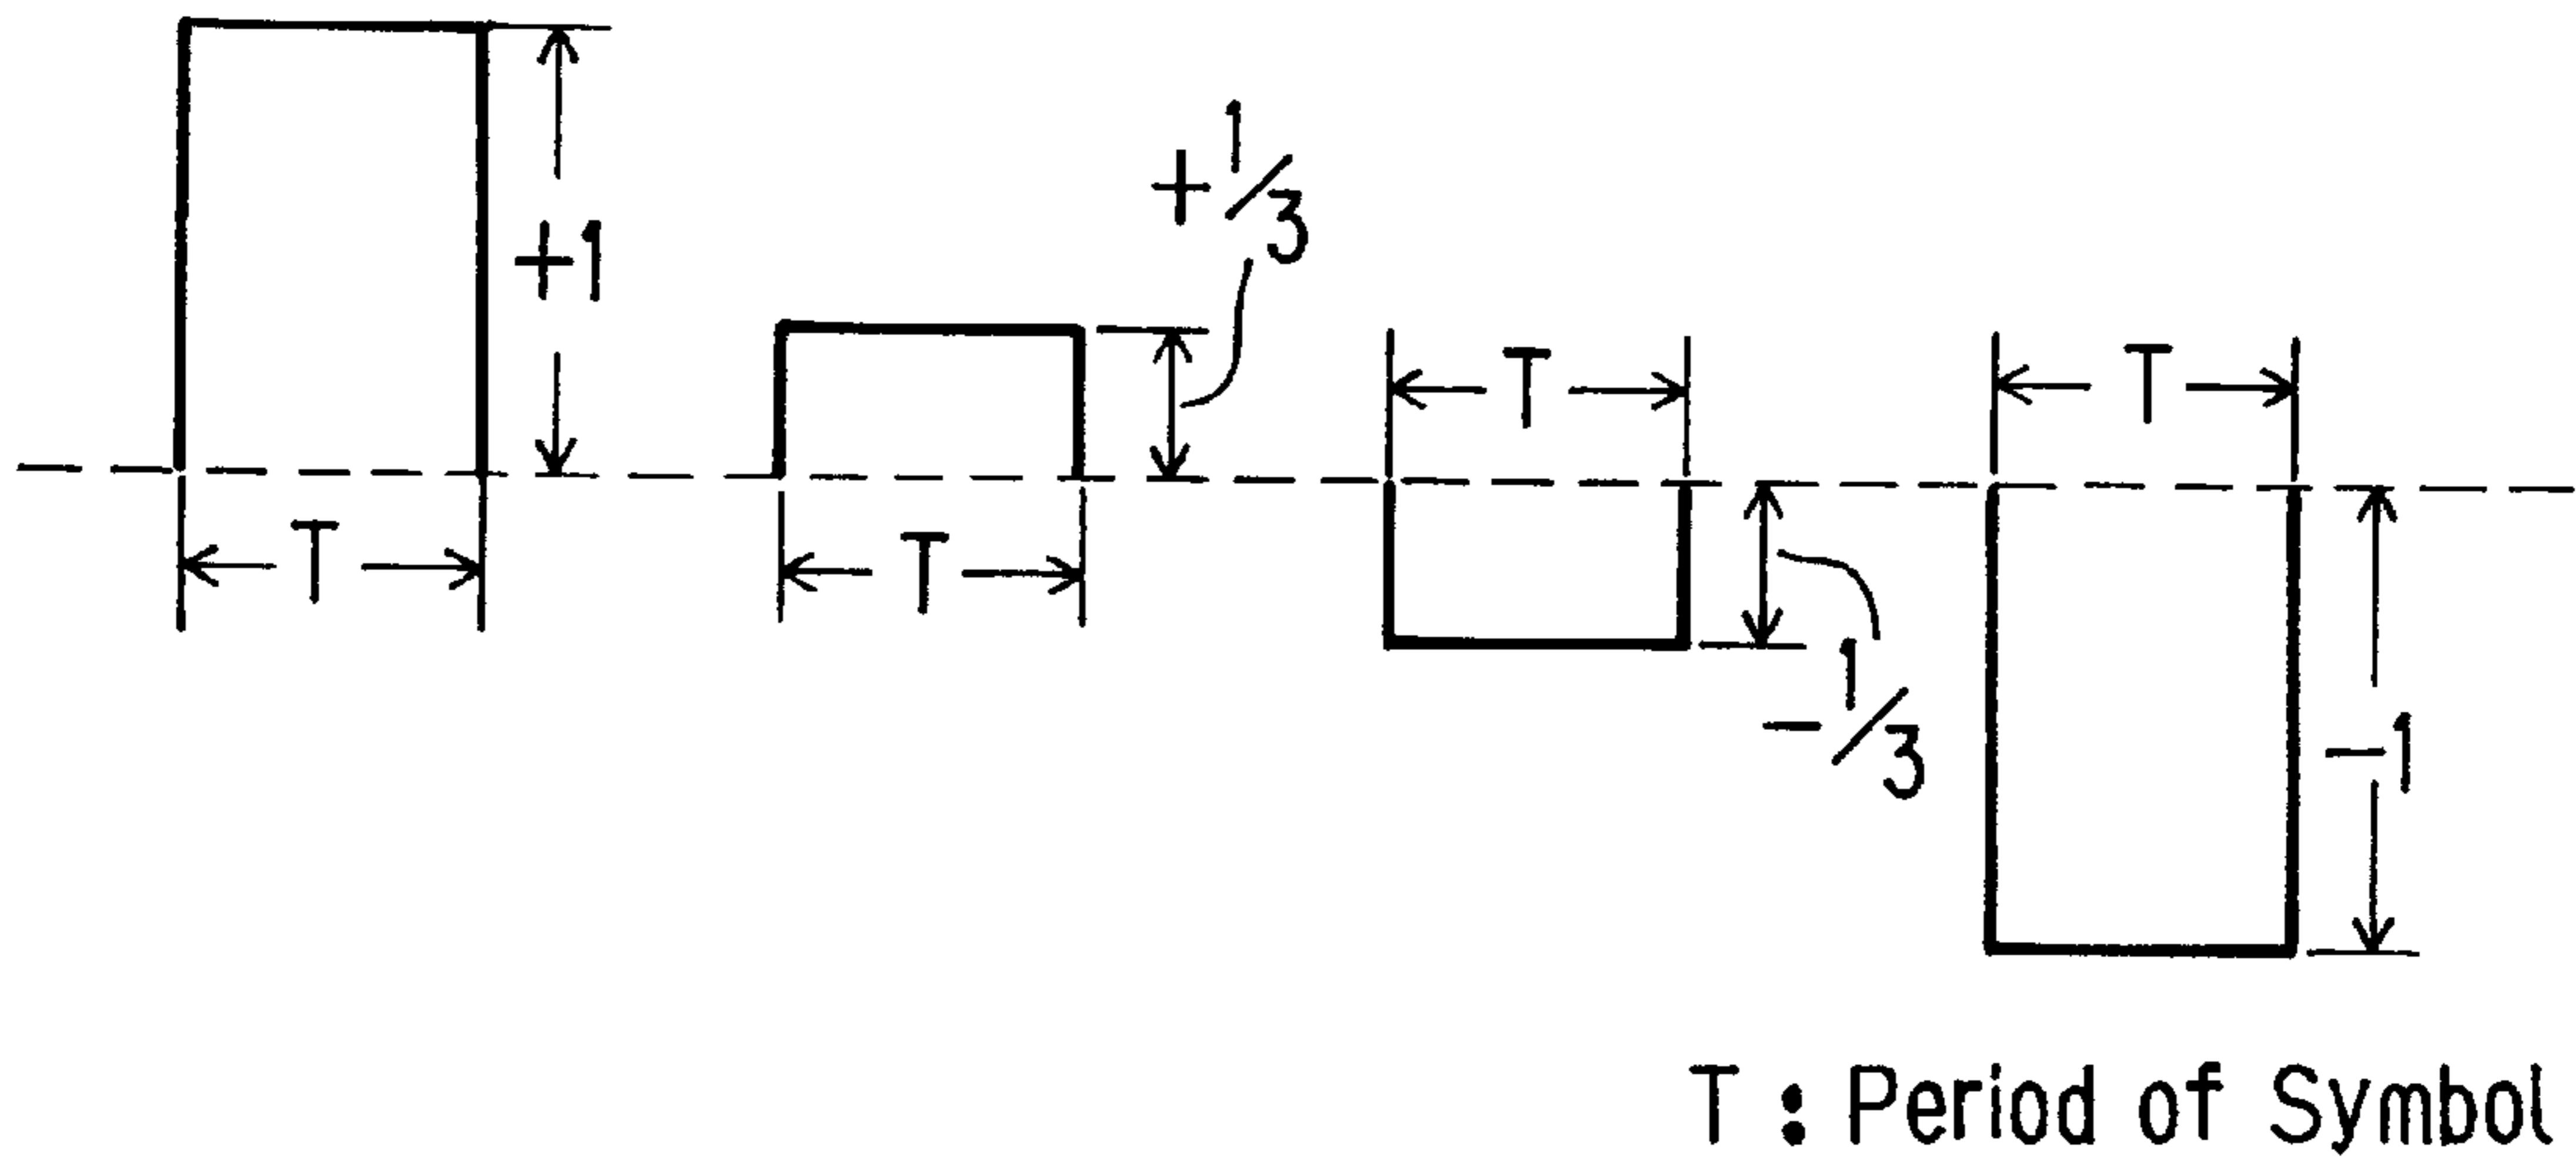 +1
+1/3
T
T
T
T
-1/3
-1
T : Period of Symbol